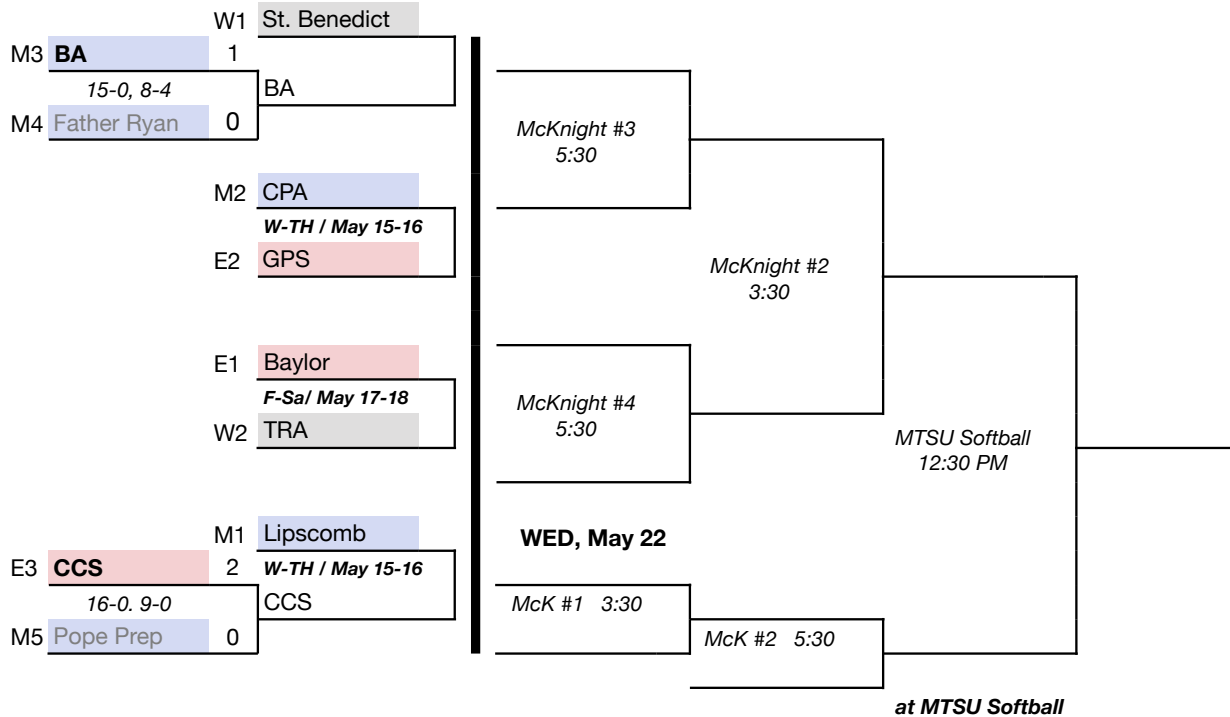 W1 St. Benedict
M3 BA 1
15-0, 8-4
BA
M4 Father Ryan 0
McKnight #3
5:30
M2 CPA
W-TH / May 15-16
E2 GPS
McKnight #2
3:30
E1 Baylor
F-Sa/ May 17-18
W2 TRA
McKnight #4
5:30
MTSU Softball
12:30 PM
M1 Lipscomb
WED, May 22
E3 CCS 2
W-TH / May 15-16
16-0. 9-0
CCS
McK #1 3:30
M5 Pope Prep 0
McK #2 5:30
at MTSU Softball